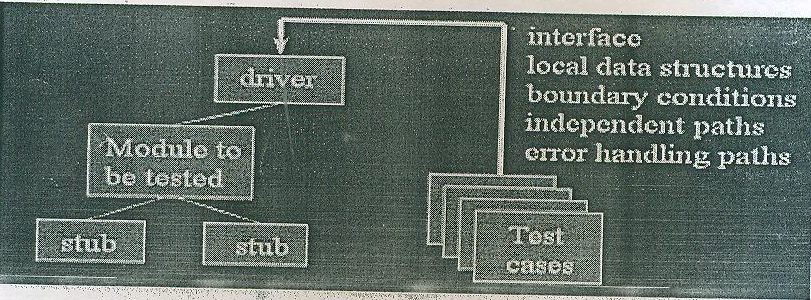 driver
Module to
be tested
stub
stub
interface
local data structures
boundary conditions
independent paths
error handling paths
Test
cases